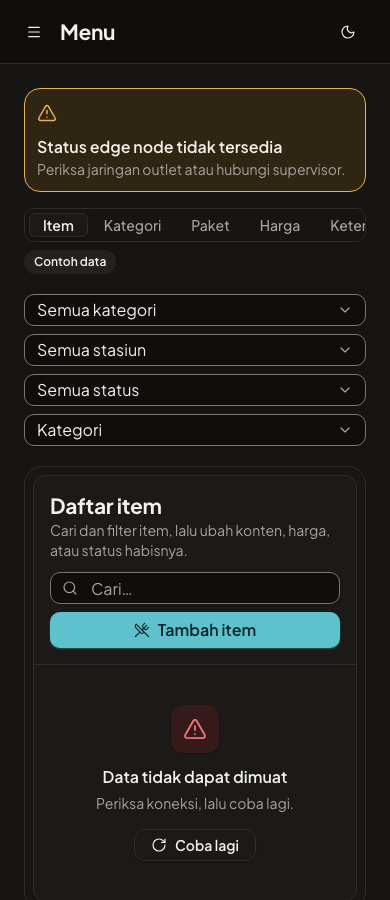 Menu
Status edge node tidak tersedia
Periksa jaringan outlet atau hubungi supervisor.
Item Kategori Paket Harga Keter
Contoh data
Semua kategori
Semua stasiun
Semua status
Kategori
Daftar item
Cari dan filter item, lalu ubah konten, harga,
atau status habisnya.
Cari...
Tambah item
Data tidak dapat dimuat
Periksa koneksi, lalu coba lagi.
Coba lagi